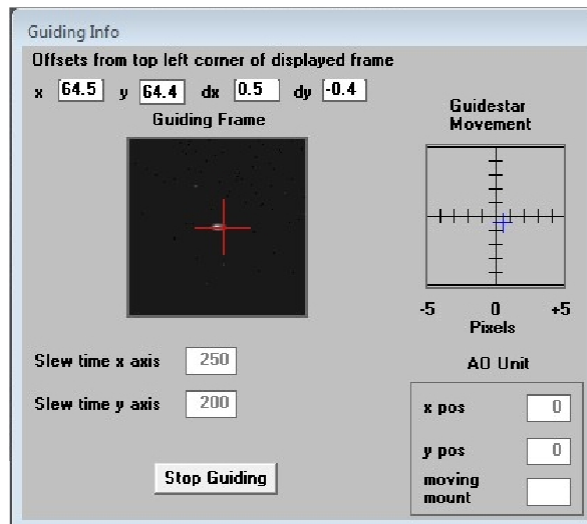 Guiding Info
Offsets from top left corner of displayed frame
x 64.5 y 64.4 dx 0.5 dy -0.4
Guiding Frame
Guidestar
Movement
-5 0 +5
Pixels
Slew time x axis 250
Slew time y axis 200
Stop Guiding
AO Unit
x pos 0
y pos 0
moving
mount